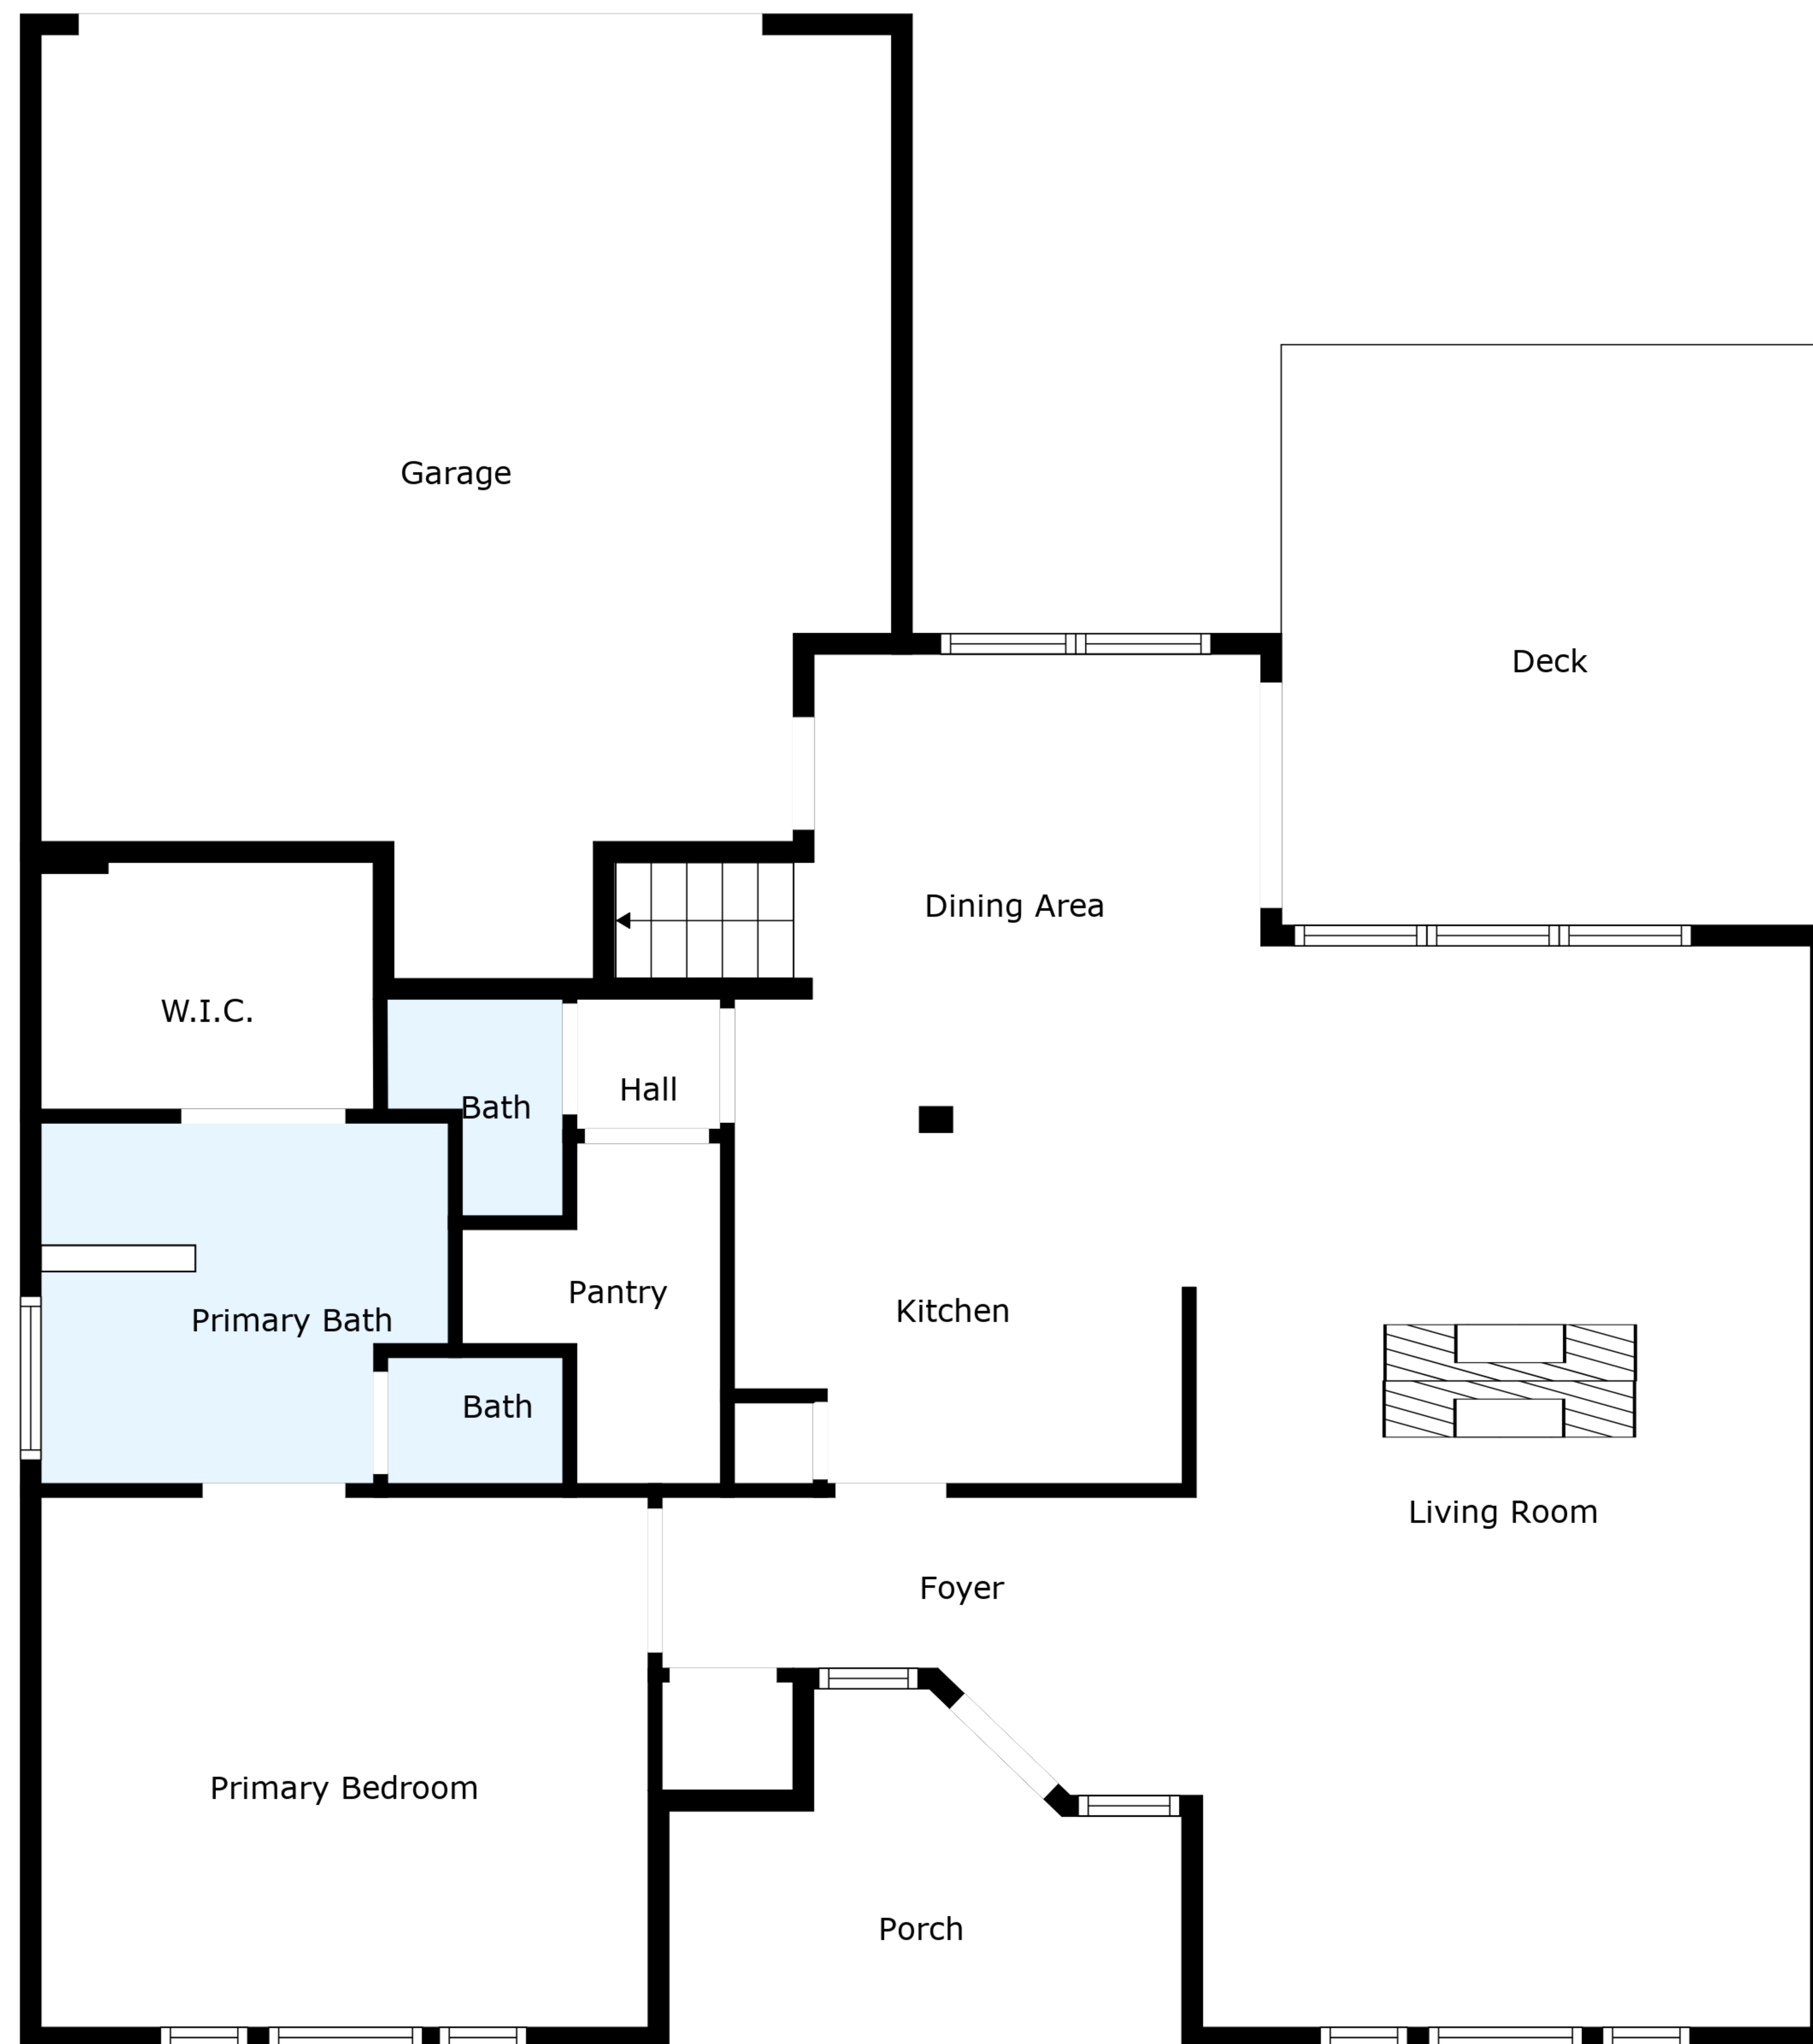 Garage
Deck
Dining Area
W.I.C.
Hall
Bath
Pantry
Kitchen
Primary Bath
Bath
Living Room
Foyer
Primary Bedroom
Porch